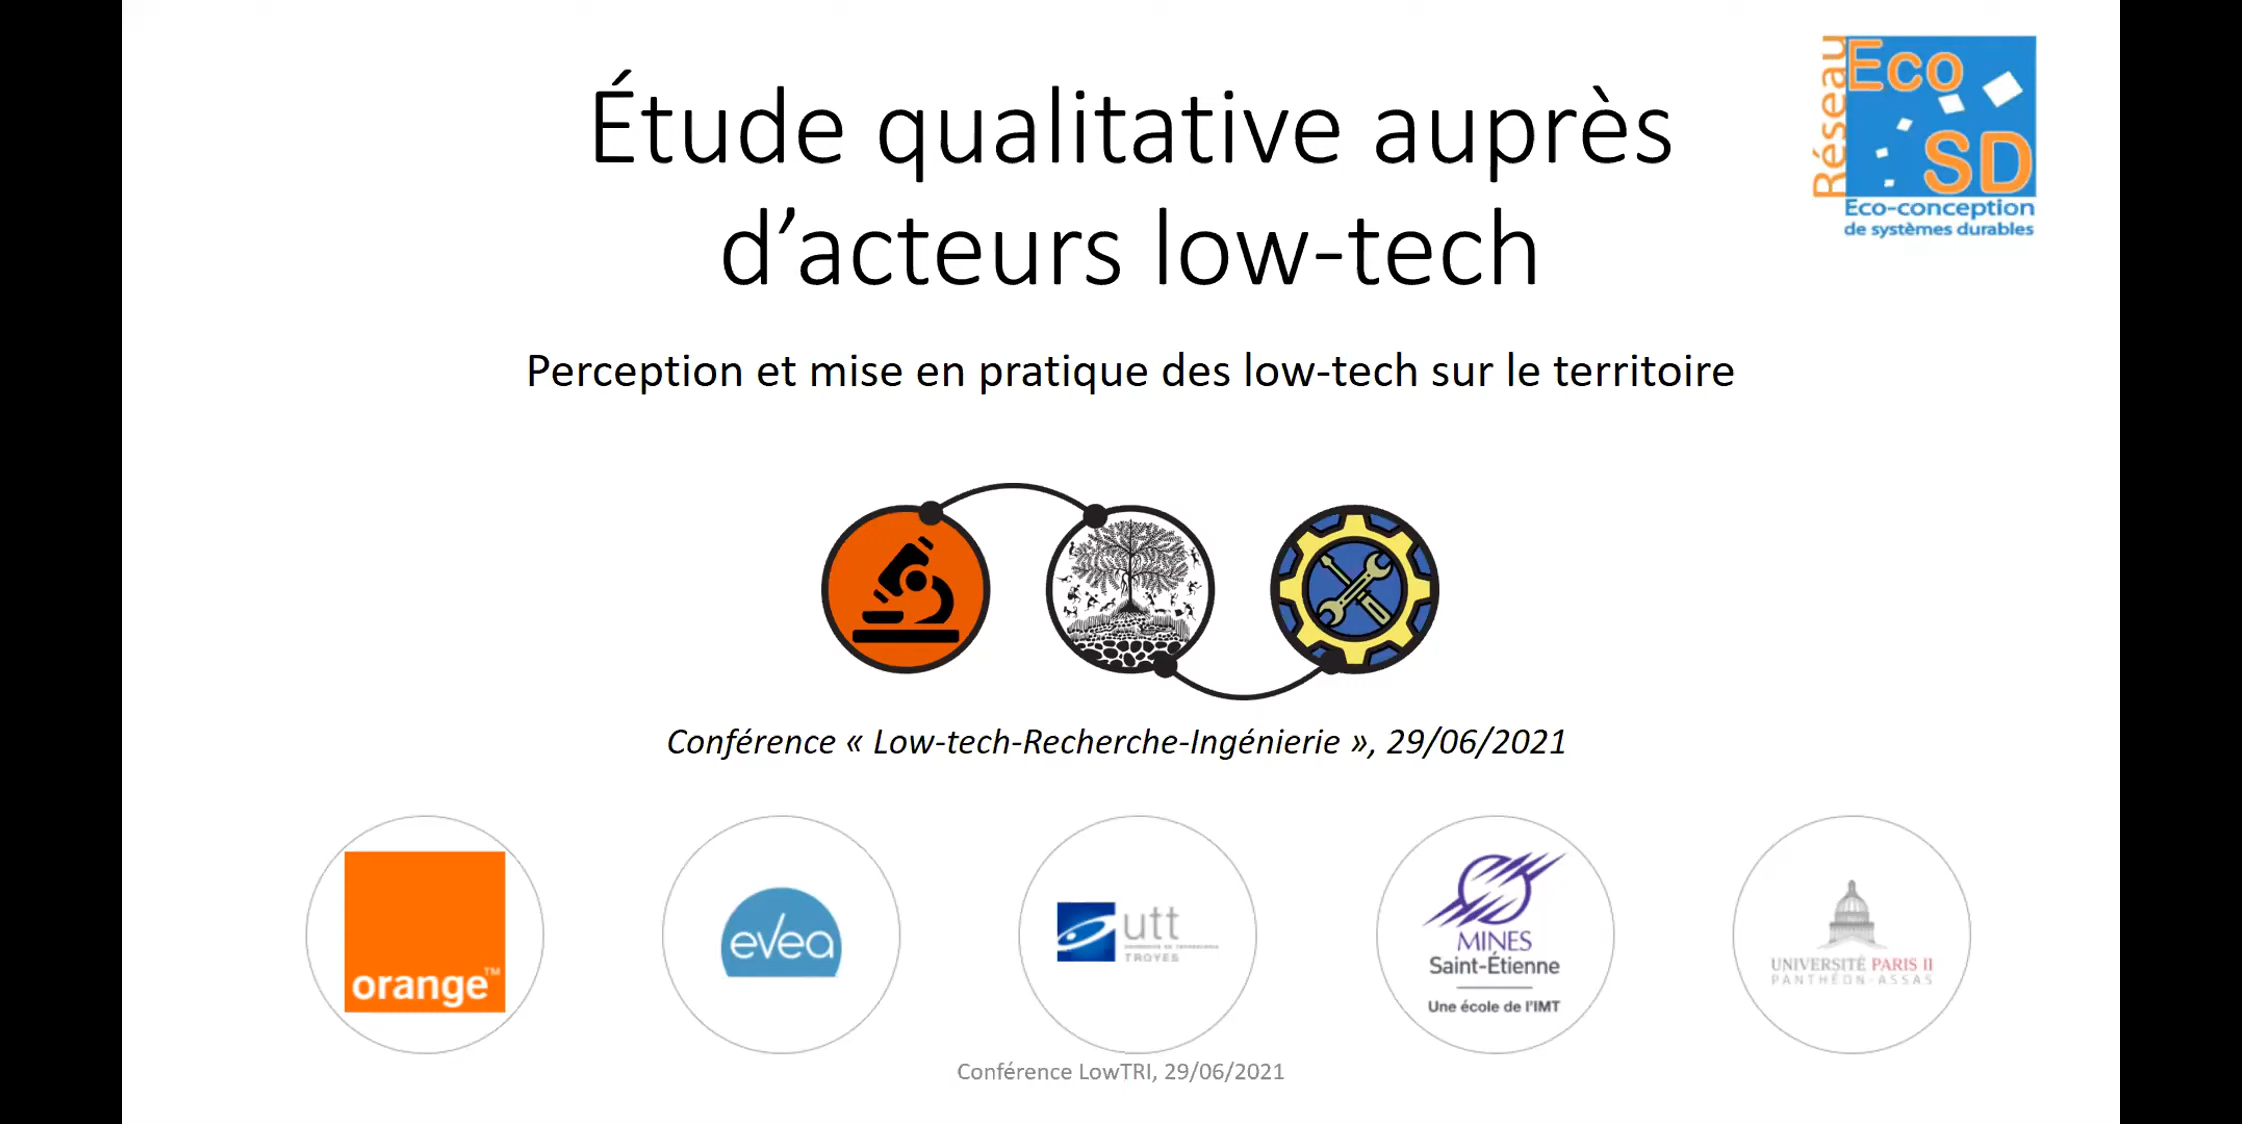 Étude qualitative auprès
d’acteurs low-tech
Réseau
Eco
SD
Eco-conception
de systèmes durables
Perception et mise en pratique des low-tech sur le territoire
Conférence « Low-tech-Recherche-Ingénierie », 29/06/2021
orange™
evea
utt
TROYES
MINES
Saint-Étienne
Une école de l'IMT
UNIVERSITÉ PARIS II
PANTHÉON-ASSAS
Conférence LowTRI, 29/06/2021